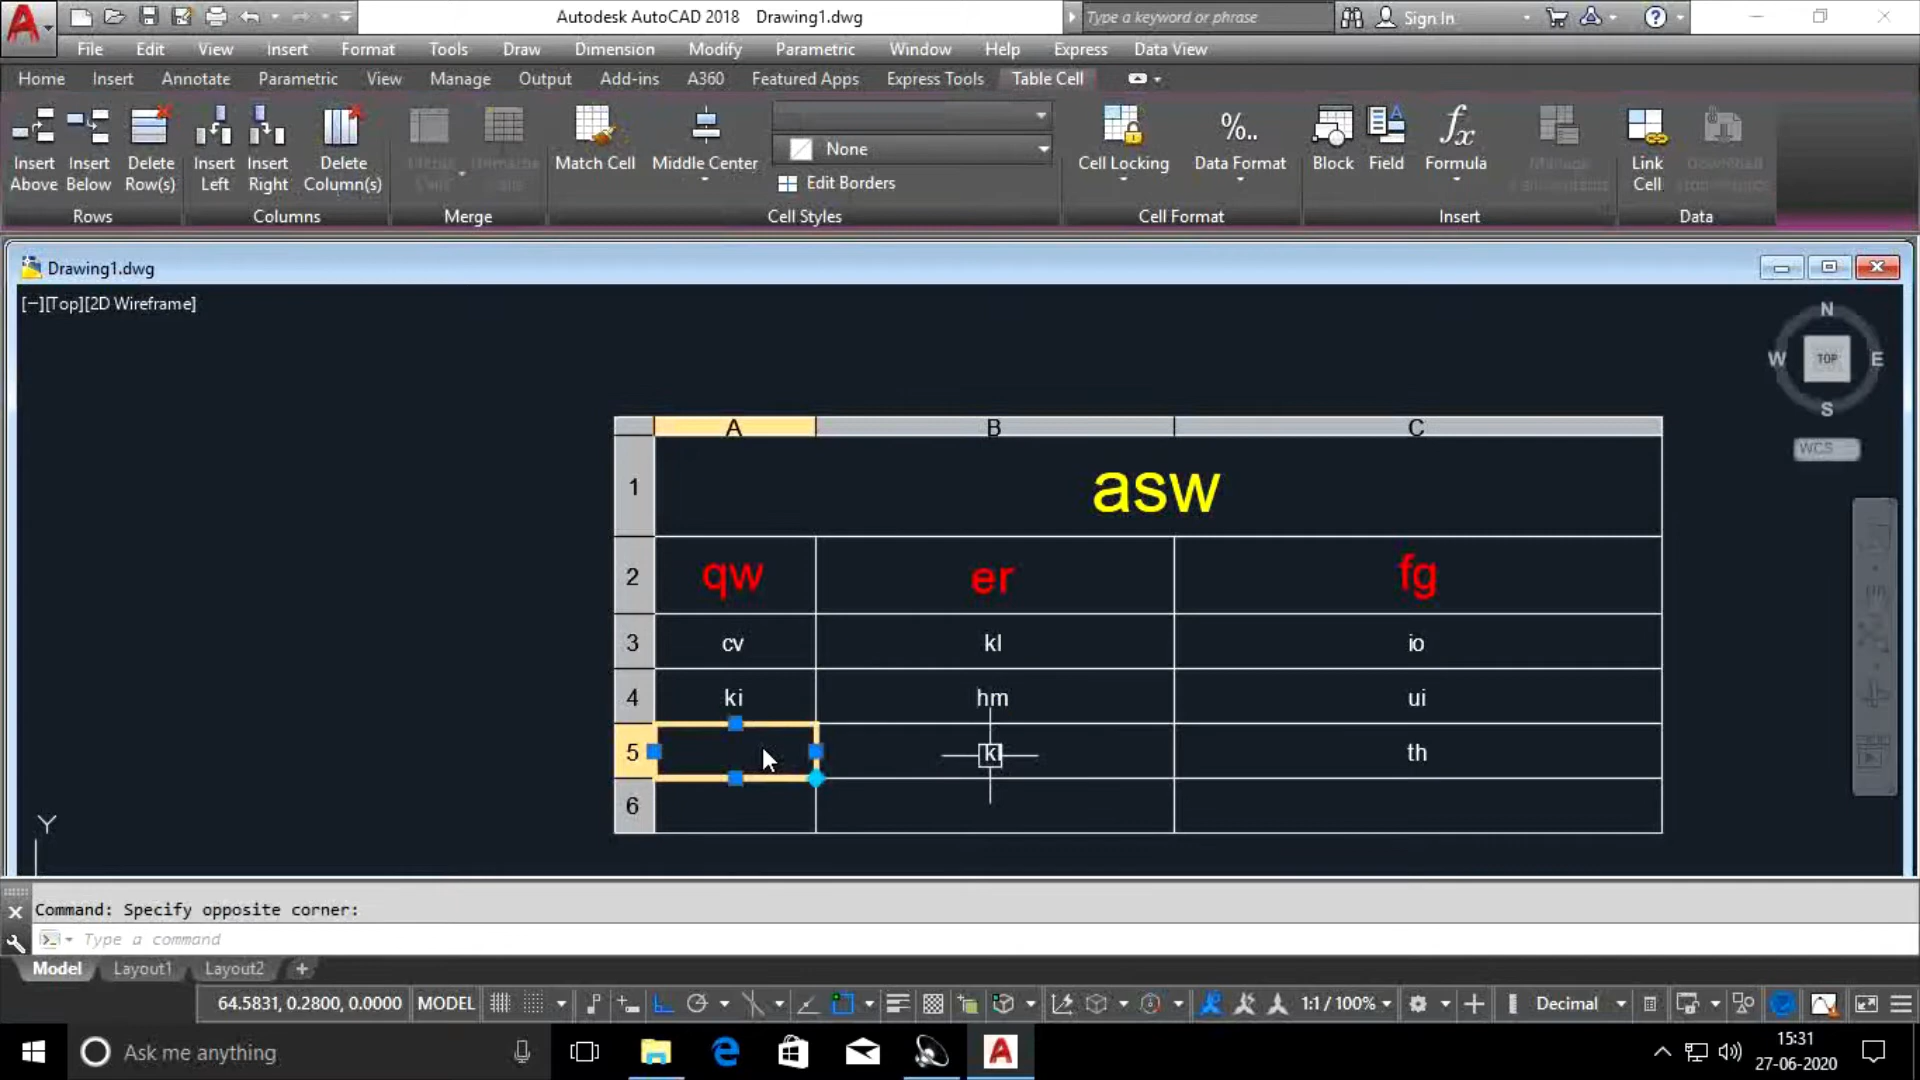 Autodesk AutoCAD 2018 Drawing1.dwg
Type a keyword or phrase
Sign In
File Edit View Insert Format Tools Draw Dimension Modify Parametric Window Help Express Data View
Home Insert Annotate Parametric View Manage Output Add-ins A360 Featured Apps Express Tools Table Cell
Insert Above
Insert Below
Delete Row(s)
Insert Left
Insert Right
Delete Column(s)
Match Cell
Middle Center
None
Edit Borders
Cell Locking
Data Format
Block
Field
Formula
Link Cell
Rows Columns Merge Cell Styles Cell Format Insert Data
Drawing1.dwg
[−][Top][2D Wireframe]
N
W TOP E
S
WCS
A B C
1 asw
2 qw er fg
3 cv kl io
4 ki hm ui
5 kl th
6
Y
Command: Specify opposite corner:
Type a command
Model Layout1 Layout2 +
64.5831, 0.2800, 0.0000 MODEL 1:1 / 100% Decimal
Ask me anything
15:31
27-06-2020